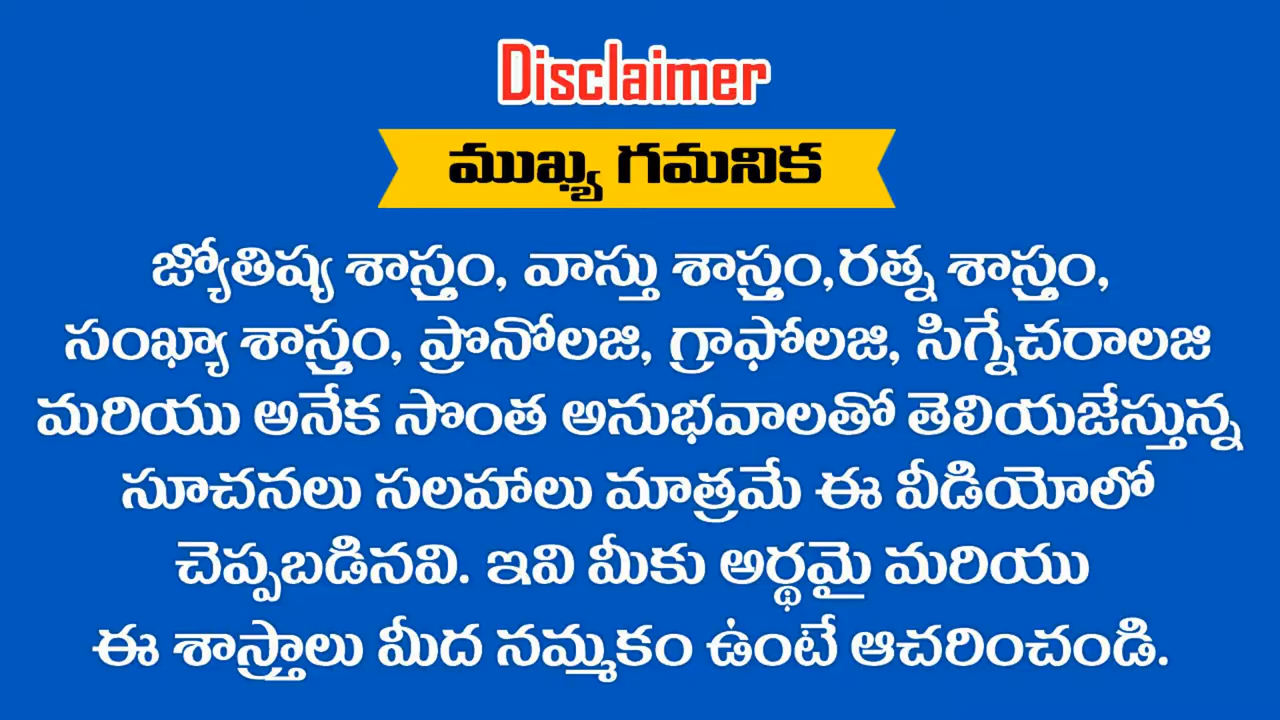 Disclaimer
ముఖ్య గమనిక
జ్యోతిష్య శాస్త్రం, వాస్తు శాస్త్రం,రత్న శాస్త్రం,
సంఖ్యా శాస్త్రం, ప్రొనోలజి, గ్రాఫోలజి, సిగ్నేచరాలజి
మరియు అనేక సొంత అనుభవాలతో తెలియజేస్తున్న
సూచనలు సలహాలు మాత్రమే ఈ వీడియోలో
చెప్పబడినవి. ఇవి మీకు అర్థమై మరియు
ఈ శాస్త్రాలు మీద నమ్మకం ఉంటే ఆచరించండి.